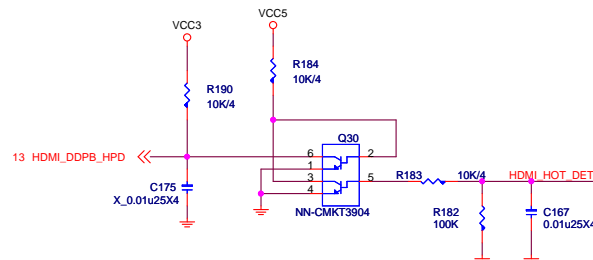 VCC3
VCC5
R190
10K/4
R184
10K/4
Q30
13 HDMI_DDPB_HPD
6
2
1
3
5
4
R183
10K/4
HDMI_HOT_DET
C175
X_0.01u25X4
NN-CMKT3904
R182
100K
C167
0.01u25X4